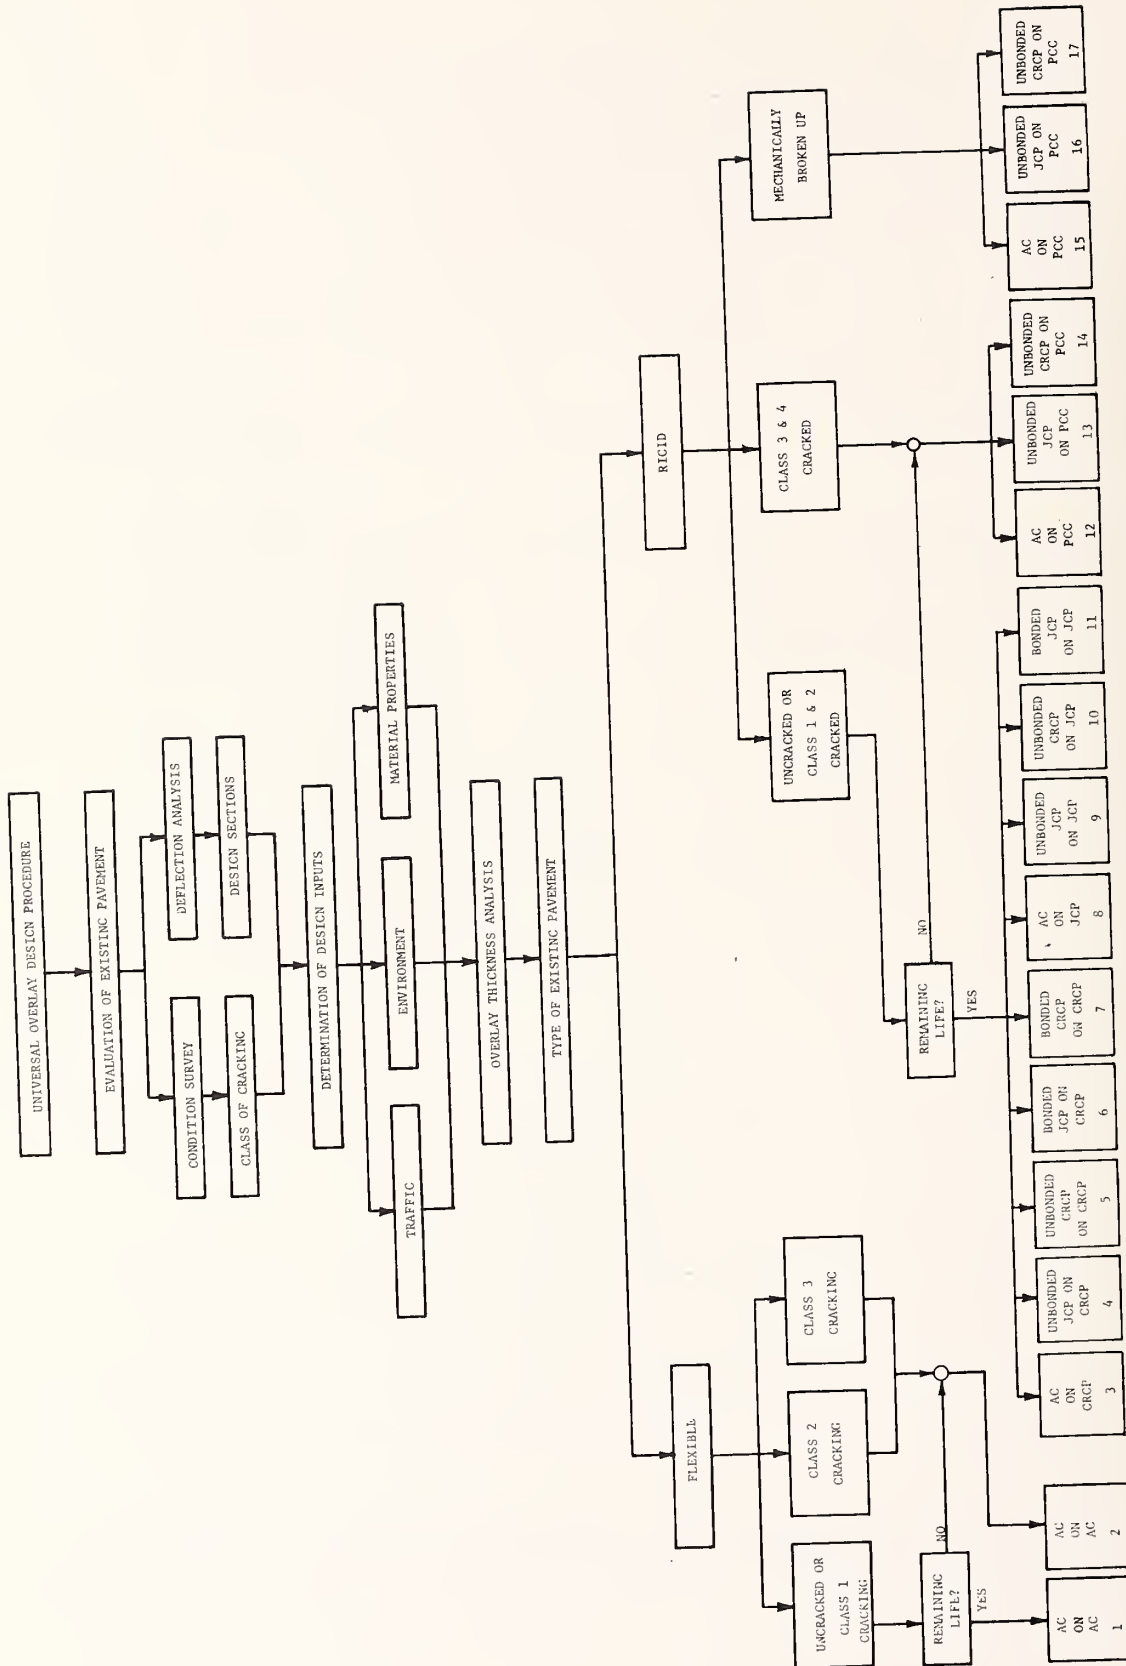 UNIVERSAL OVERLAY DESIGN PROCEDURE
EVALUATION OF EXISTING PAVEMENT
CONDITION SURVEY
DEFLECTION ANALYSIS
CLASS OF CRACKING
DESIGN SECTIONS
DETERMINATION OF DESIGN INPUTS
TRAFFIC
ENVIRONMENT
MATERIAL PROPERTIES
OVERLAY THICKNESS ANALYSIS
TYPE OF EXISTING PAVEMENT
FLEXIBLE
RIGID
UNCRACKED OR
CLASS 1
CRACKING
CLASS 2
CRACKING
CLASS 3
CRACKING
UNCRACKED OR
CLASS 1 & 2
CRACKED
CLASS 3 & 4
CRACKED
MECHANICALLY
BROKEN UP
REMAINING
LIFE?
NO
YES
REMAINING
LIFE?
NO
YES
AC
ON
AC
1
AC
ON
AC
2
AC
ON
CRCP
3
UNBONDED
JCP ON
CRCP
4
UNBONDED
CRCP
ON CRCP
5
BONDED
JCP ON
CRCP
6
BONDED
CRCP
ON CRCP
7
AC
ON
JCP
8
UNBONDED
JCP
ON JCP
9
UNBONDED
CRCP
ON JCP
10
BONDED
JCP
ON JCP
11
AC
ON
PCC
12
UNBONDED
JCP
ON PCC
13
UNBONDED
CRCP ON
PCC
14
AC
ON
PCC
15
UNBONDED
JCP ON
PCC
16
UNBONDED
CRCP ON
PCC
17